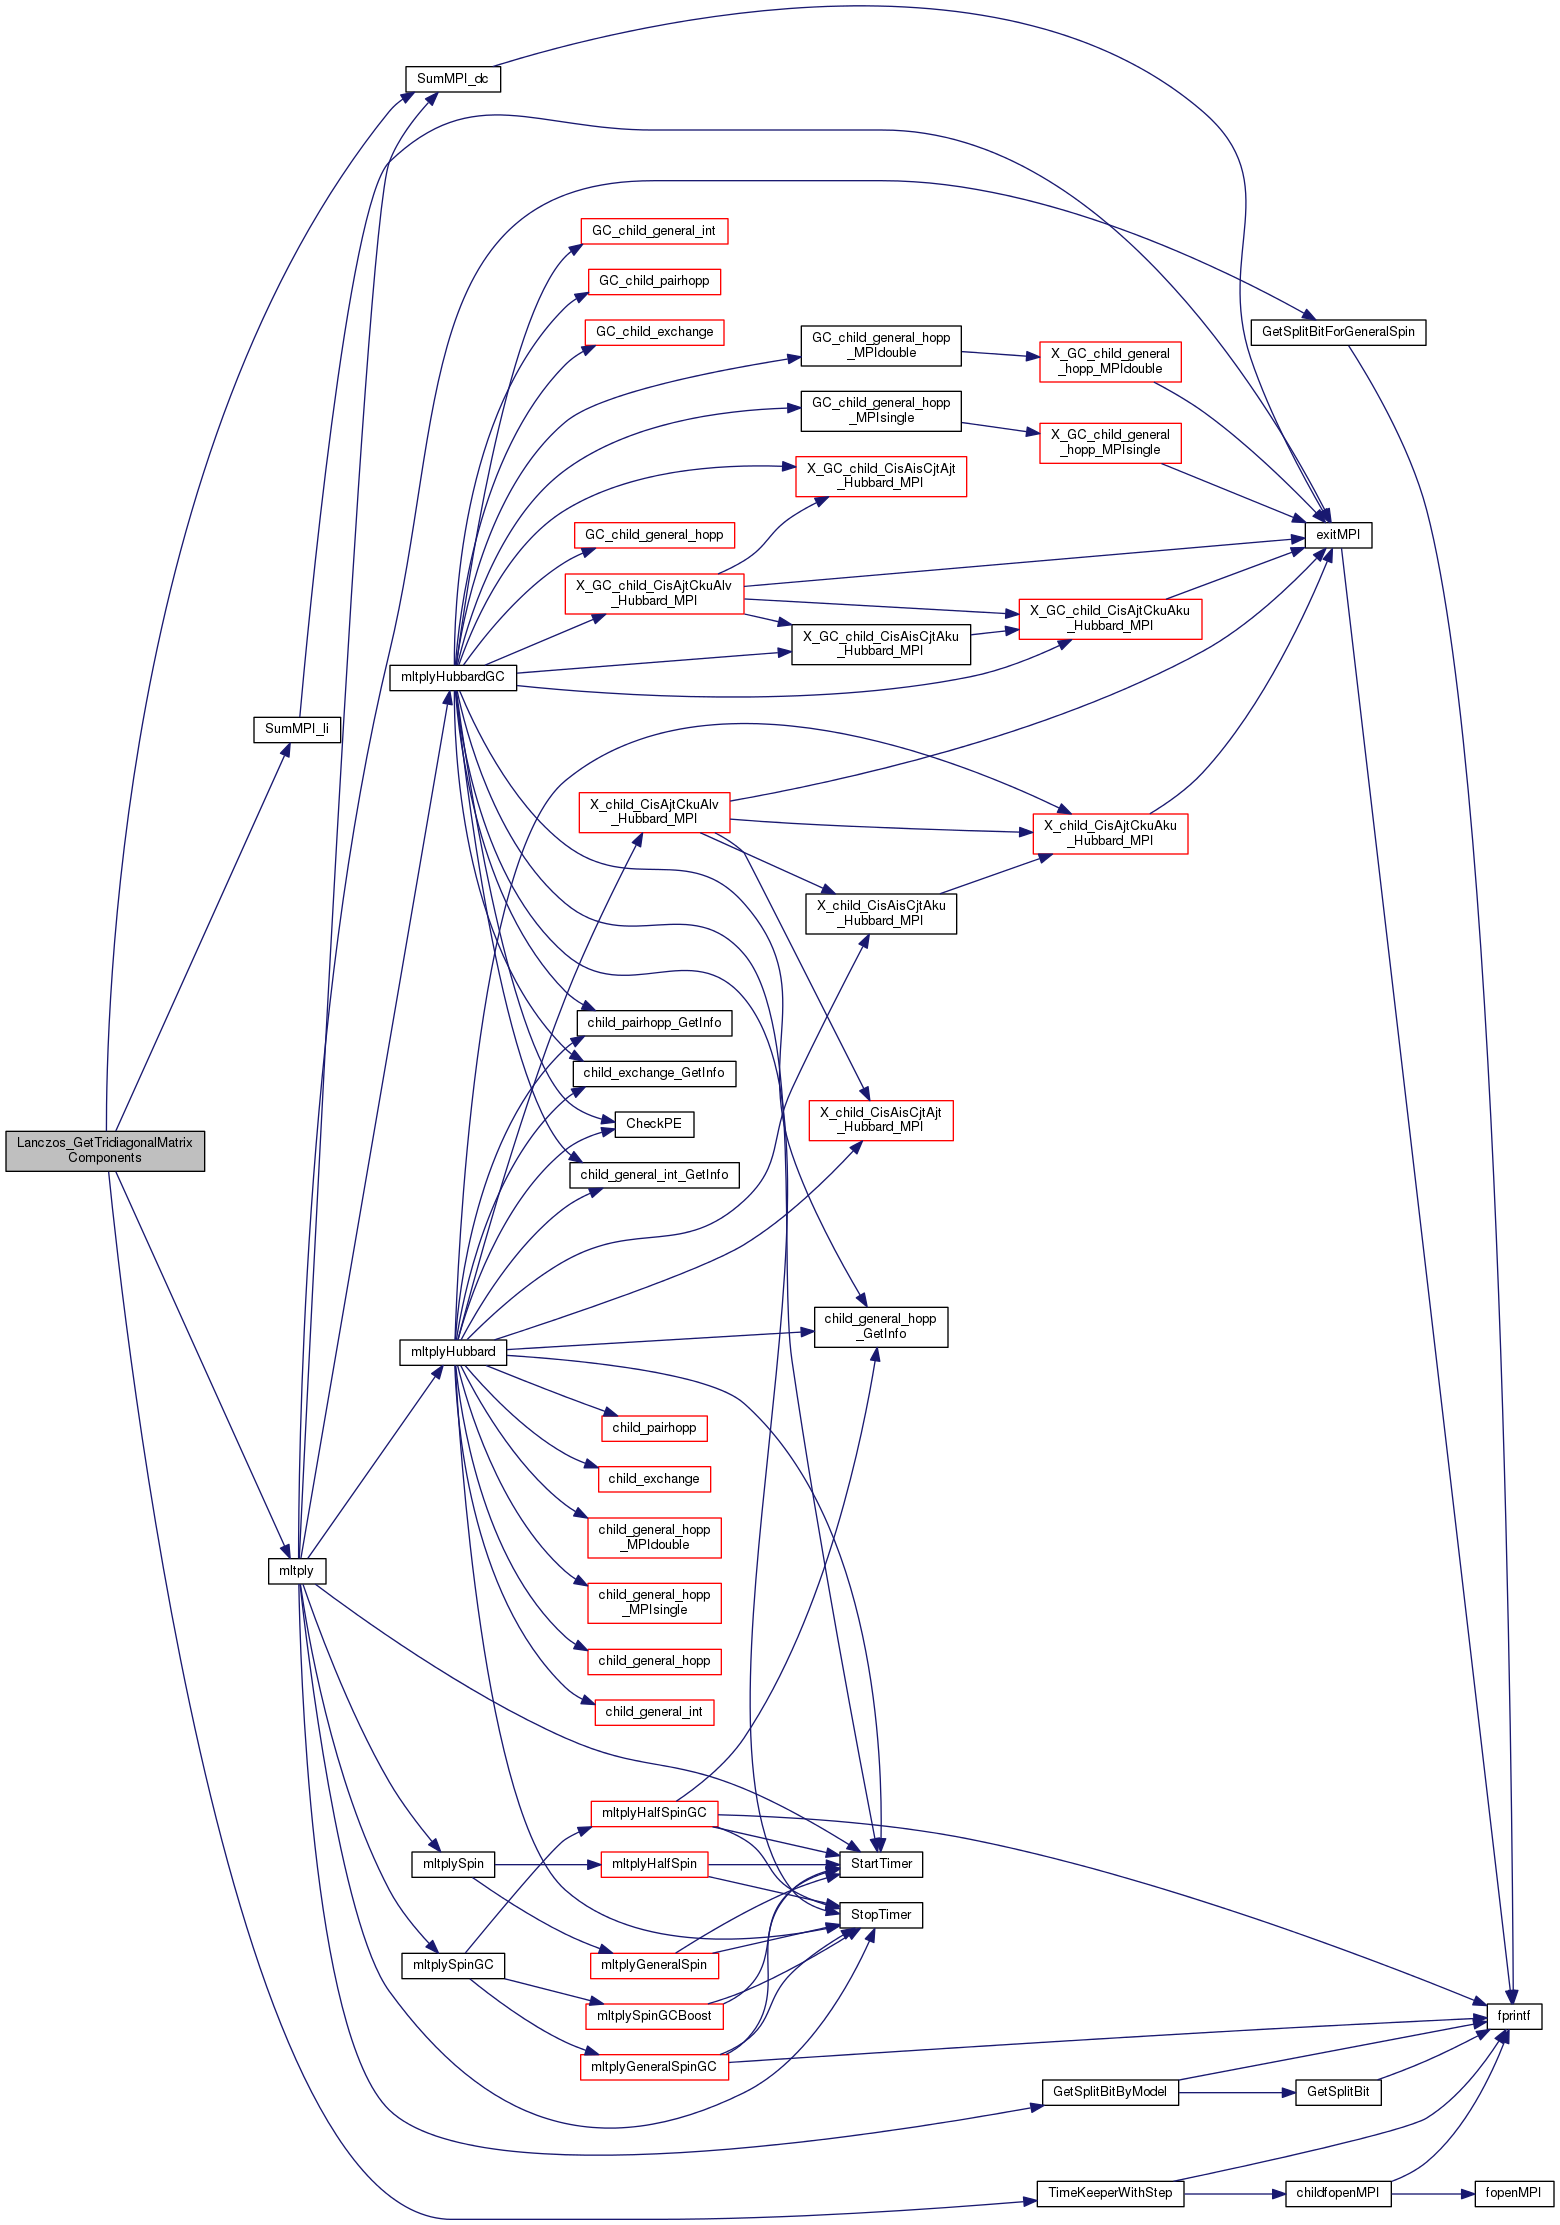 SumMPI_dc
GC_child_general_int
GC_child_pairhopp
GC_child_exchange
GetSplitBitForGeneralSpin
GC_child_general_hopp
_MPIdouble
X_GC_child_general
_hopp_MPIdouble
GC_child_general_hopp
_MPIsingle
X_GC_child_general
_hopp_MPIsingle
X_GC_child_CisAisCjtAjt
_Hubbard_MPI
GC_child_general_hopp
exitMPI
X_GC_child_CisAjtCkuAlv
_Hubbard_MPI
X_GC_child_CisAjtCkuAku
_Hubbard_MPI
X_GC_child_CisAisCjtAku
_Hubbard_MPI
mltplyHubbardGC
SumMPI_li
X_child_CisAjtCkuAlv
_Hubbard_MPI
X_child_CisAjtCkuAku
_Hubbard_MPI
X_child_CisAisCjtAku
_Hubbard_MPI
child_pairhopp_GetInfo
child_exchange_GetInfo
CheckPE
X_child_CisAisCjtAjt
_Hubbard_MPI
Lanczos_GetTridiagonalMatrix
Components
child_general_int_GetInfo
child_general_hopp
_GetInfo
mltplyHubbard
child_pairhopp
child_exchange
child_general_hopp
_MPIdouble
mltply
child_general_hopp
_MPIsingle
child_general_hopp
child_general_int
mltplyHalfSpinGC
mltplySpin
mltplyHalfSpin
StartTimer
StopTimer
mltplySpinGC
mltplyGeneralSpin
mltplySpinGCBoost
fprintf
mltplyGeneralSpinGC
GetSplitBitByModel
GetSplitBit
TimeKeeperWithStep
childfopenMPI
fopenMPI